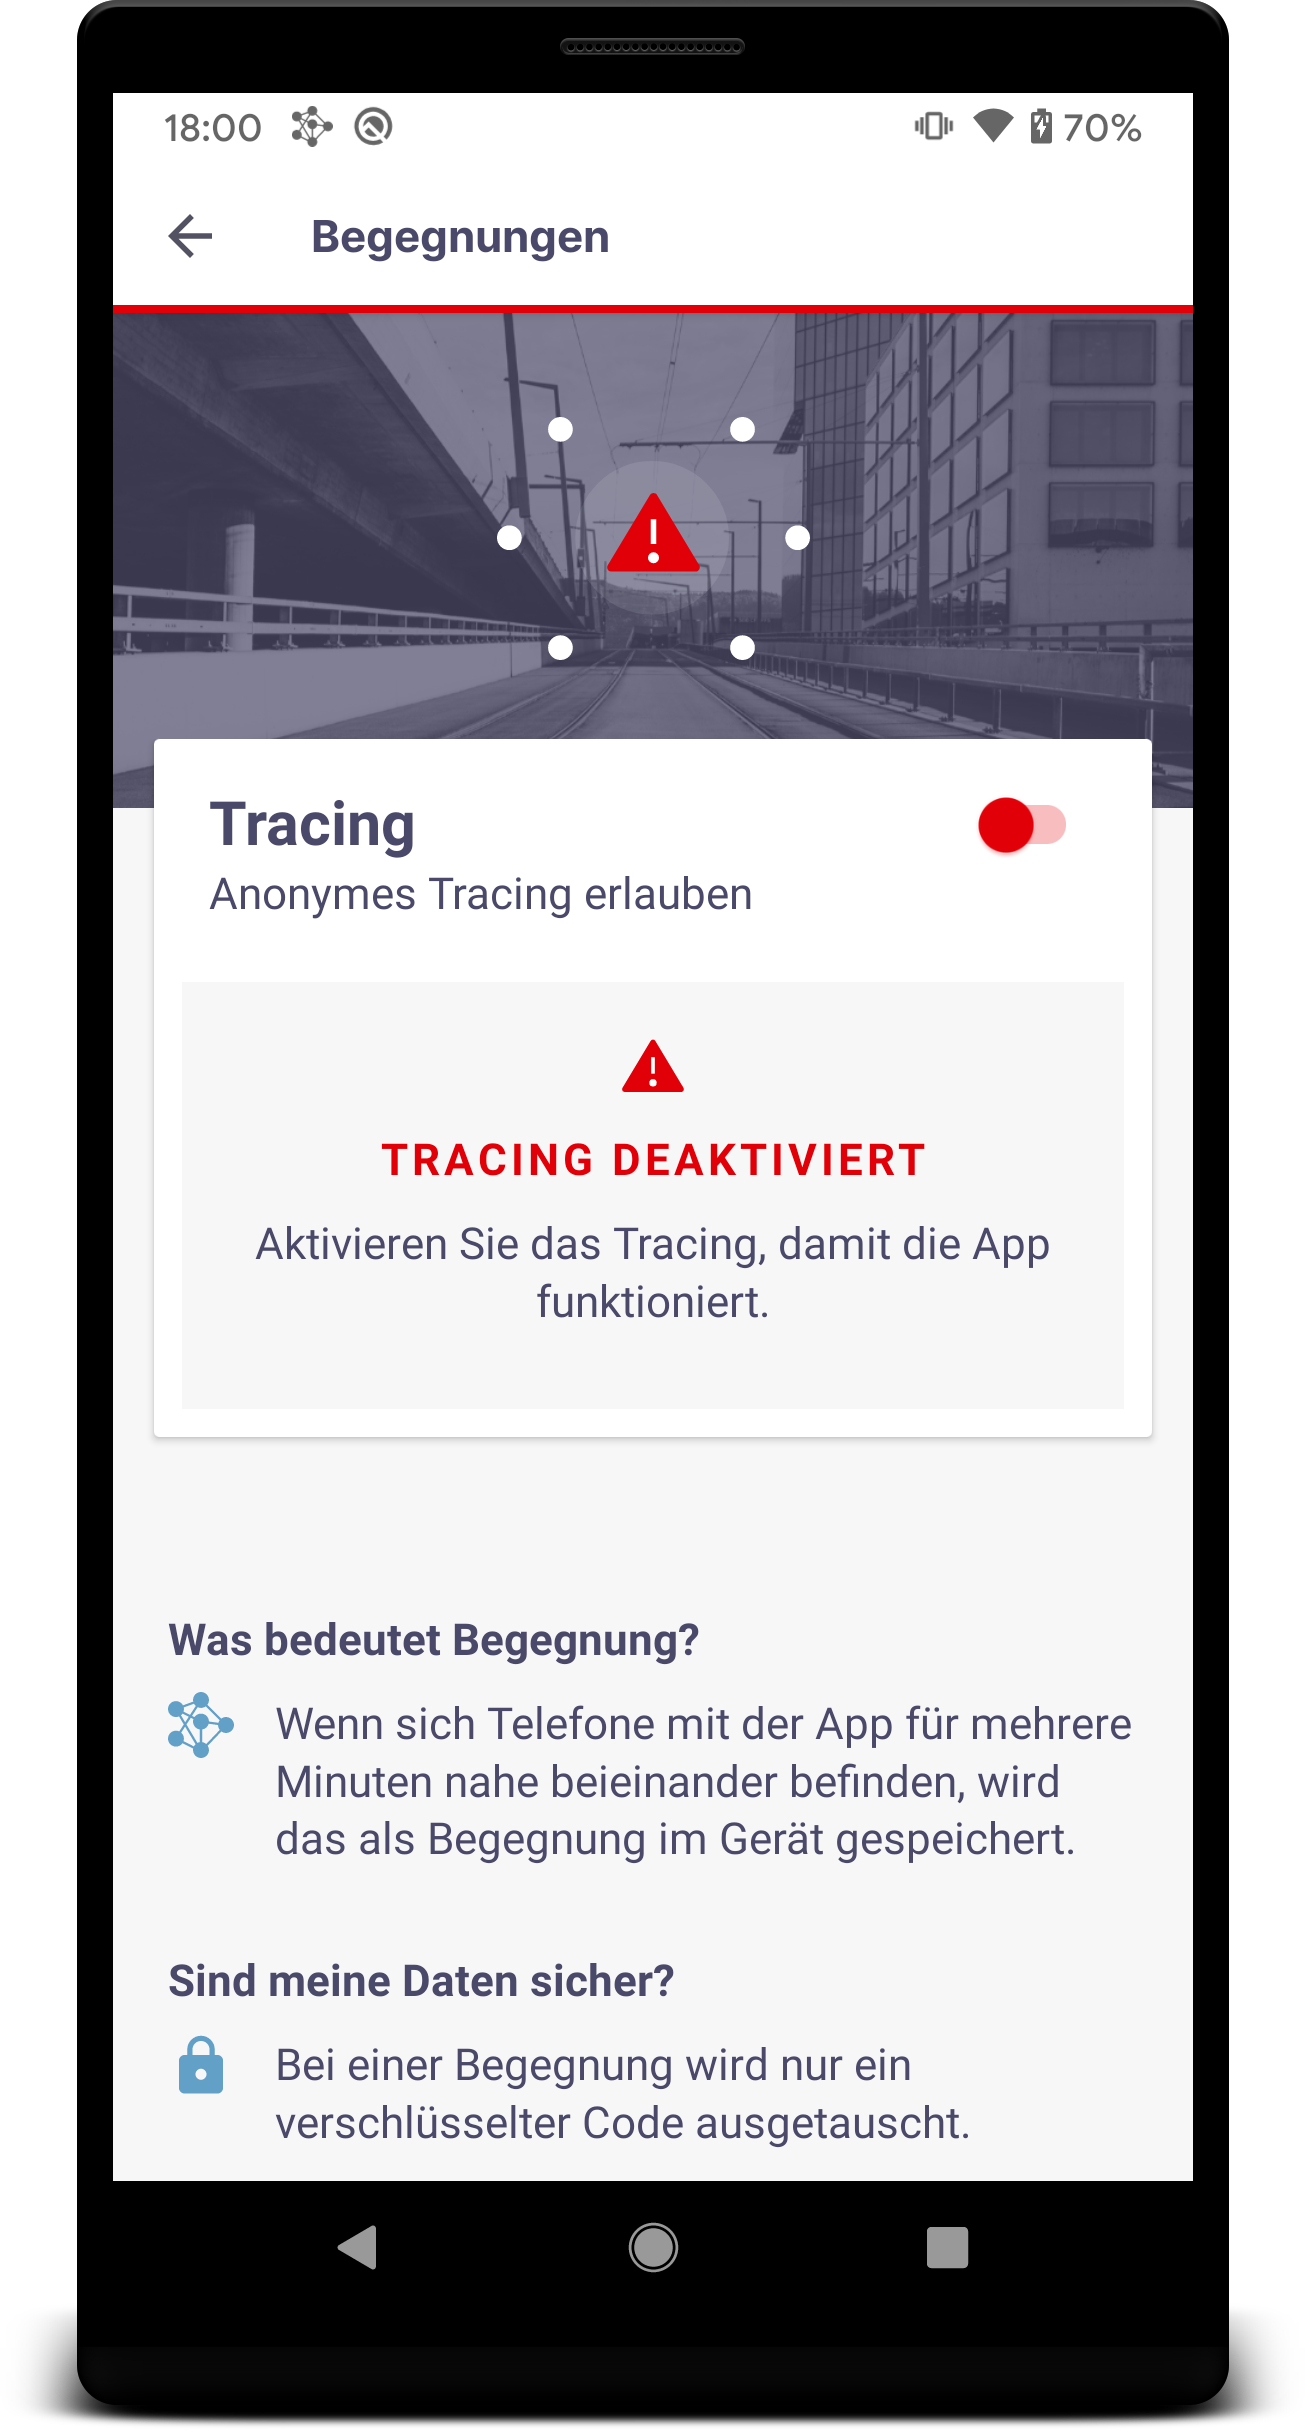 18:00
70%
Begegnungen
Tracing
Anonymes Tracing erlauben
TRACING DEAKTIVIERT
Aktivieren Sie das Tracing, damit die App
funktioniert.
Was bedeutet Begegnung?
Wenn sich Telefone mit der App für mehrere
Minuten nahe beieinander befinden, wird
das als Begegnung im Gerät gespeichert.
Sind meine Daten sicher?
Bei einer Begegnung wird nur ein
verschlüsselter Code ausgetauscht.